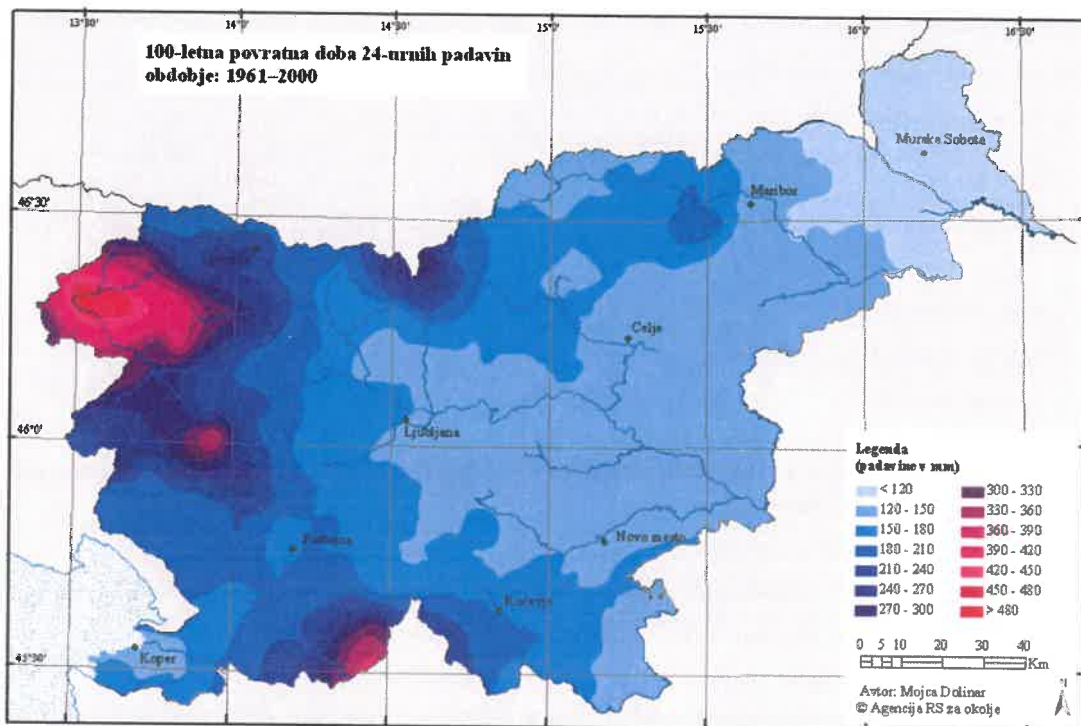 13°30'
14°0'
14°30'
15°0'
15°30'
16°0'
16°30'
100-letna povratna doba 24-urnih padavin
obdobje: 1961–2000
Murska Sobota
46°30'
Maribor
Celje
46°0'
Ljubljana
Postojna
Novo mesto
Kočevje
45°30'
Koper
Legenda
(padavine v mm)
< 120
120 - 150
150 - 180
180 - 210
210 - 240
240 - 270
270 - 300
300 - 330
330 - 360
360 - 390
390 - 420
420 - 450
450 - 480
> 480
0 5 10 20 30 40
Km
Avtor: Mojca Dolinar
© Agencija RS za okolje
N